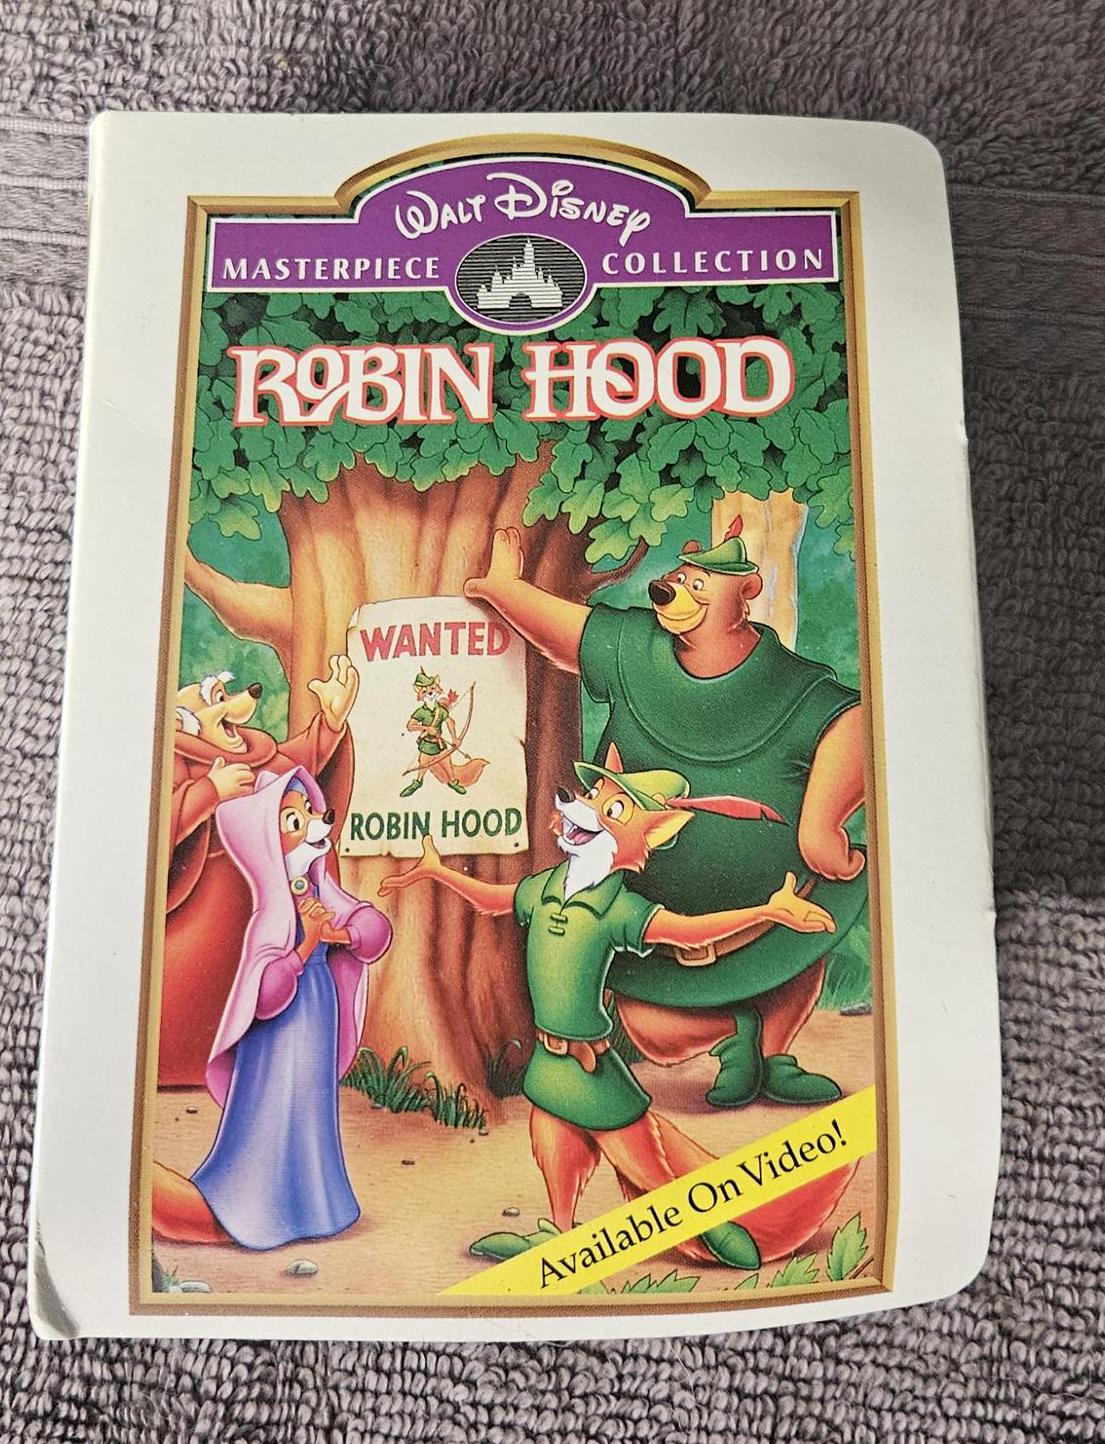 WALT DISNEY
MASTERPIECE COLLECTION
ROBIN HOOD
WANTED
ROBIN HOOD
Available On Video!